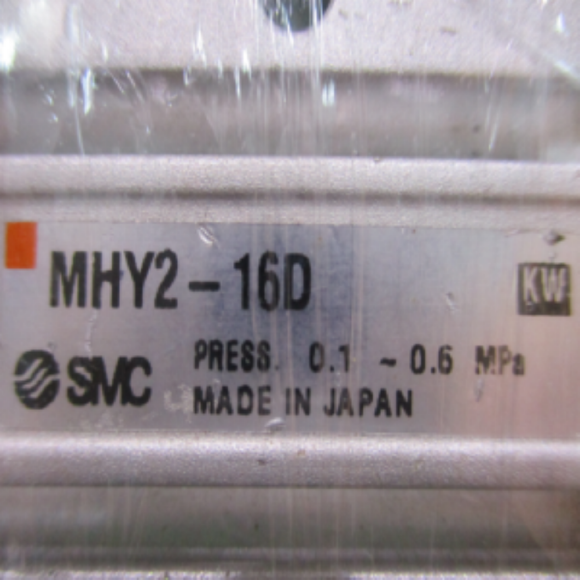 MHY2-16D
KW
SMC
PRESS. 0.1 ~ 0.6 MPa
MADE IN JAPAN